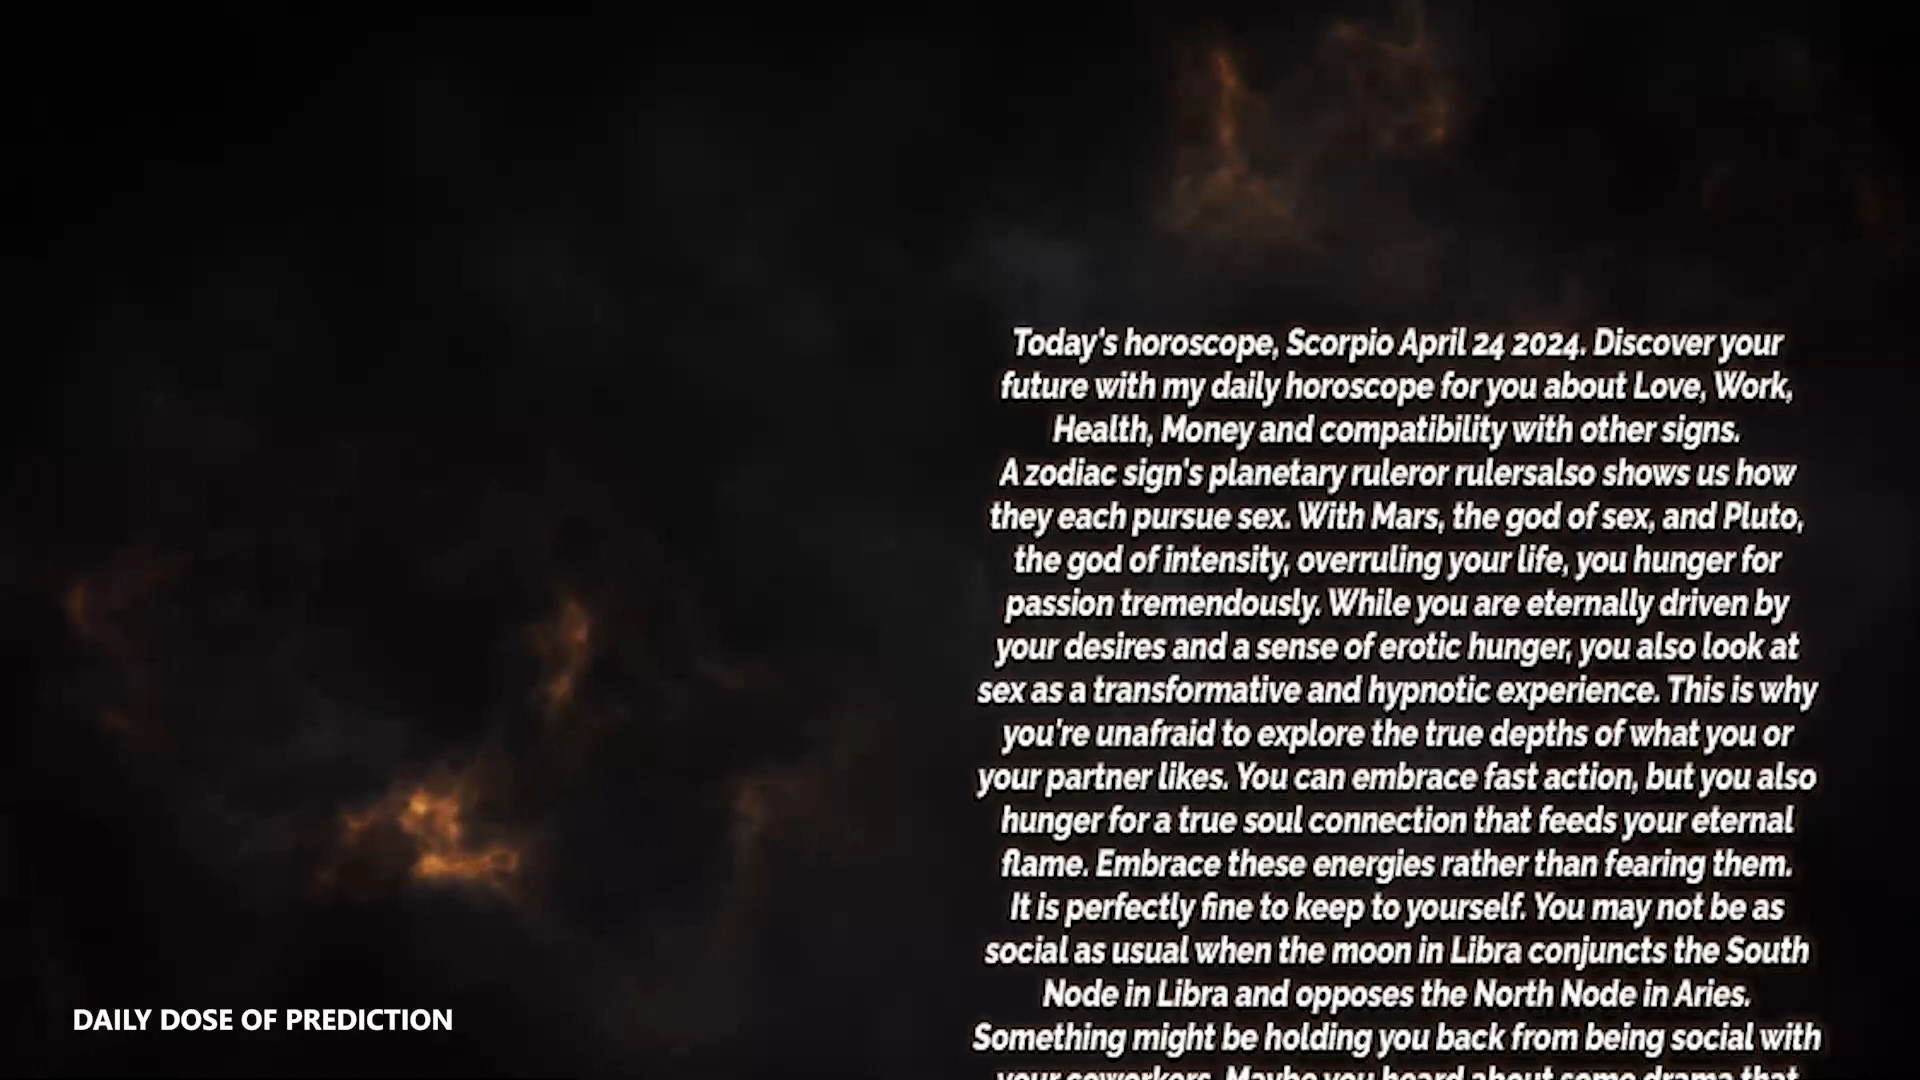 Today's horoscope, Scorpio April 24 2024. Discover your
future with my daily horoscope for you about Love, Work,
Health, Money and compatibility with other signs.
A zodiac sign's planetary ruleror rulersalso shows us how
they each pursue sex. With Mars, the god of sex, and Pluto,
the god of intensity, overruling your life, you hunger for
passion tremendously. While you are eternally driven by
your desires and a sense of erotic hunger, you also look at
sex as a transformative and hypnotic experience. This is why
you're unafraid to explore the true depths of what you or
your partner likes. You can embrace fast action, but you also
hunger for a true soul connection that feeds your eternal
flame. Embrace these energies rather than fearing them.
It is perfectly fine to keep to yourself. You may not be as
social as usual when the moon in Libra conjuncts the South
Node in Libra and opposes the North Node in Aries.
Something might be holding you back from being social with
your coworkers. Maybe you heard about some drama that
DAILY DOSE OF PREDICTION